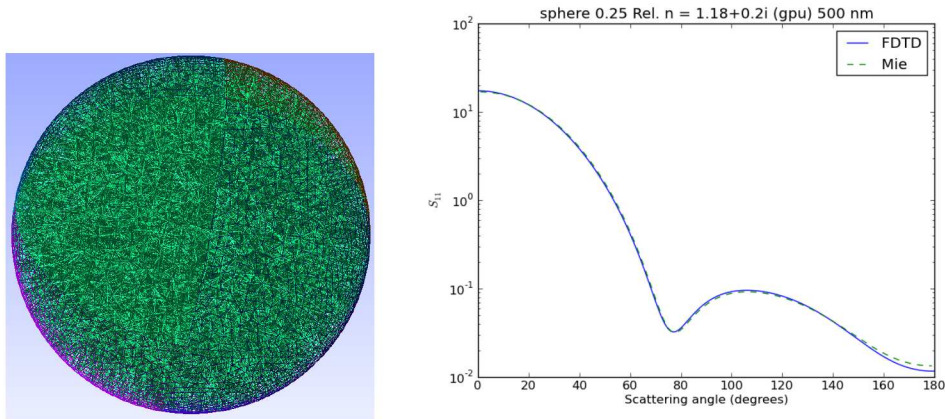 sphere 0.25 Rel. n = 1.18+0.2i (gpu) 500 nm
FDTD
Mie
10²
10¹
10⁰
10⁻¹
10⁻²
S₁₁
0 20 40 60 80 100 120 140 160 180
Scattering angle (degrees)